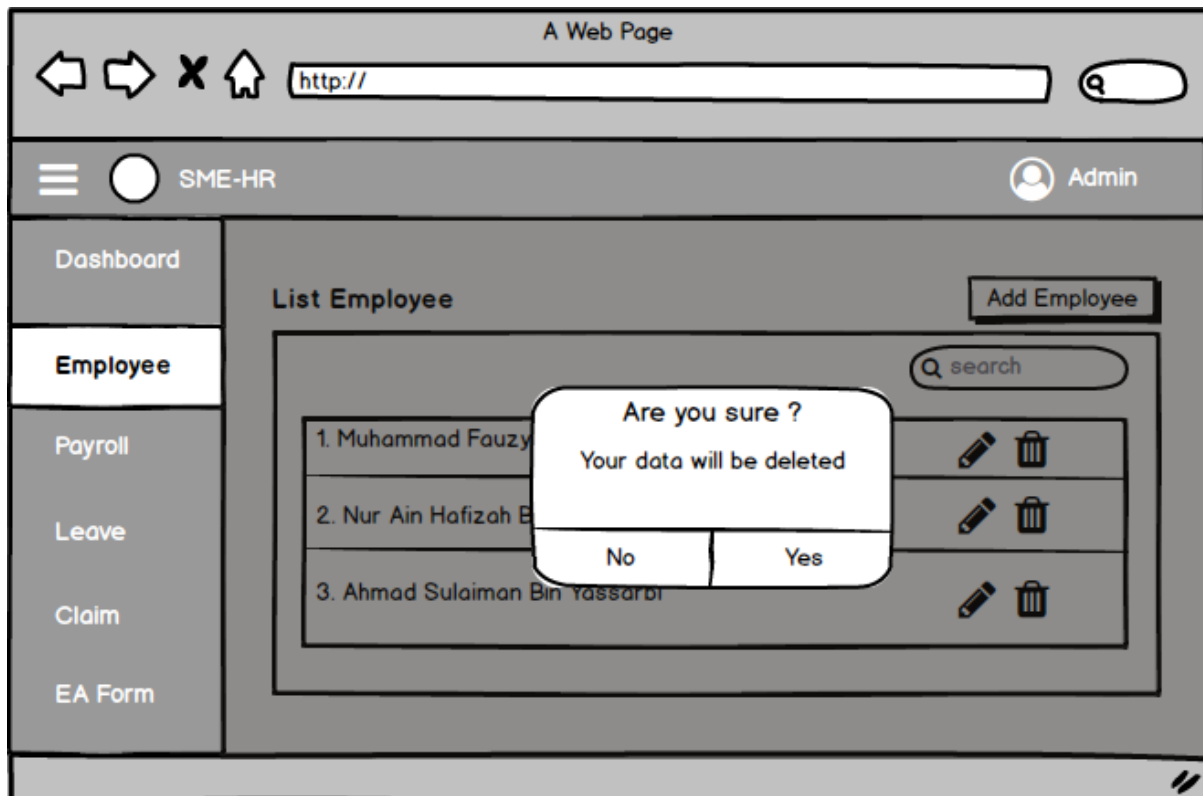 A Web Page
http://
SME-HR
Admin
Dashboard
Employee
Payroll
Leave
Claim
EA Form
List Employee
Add Employee
search
1. Muhammad Fauzy
2. Nur Ain Hafizah B
3. Ahmad Sulaiman Bin Yassarbi
Are you sure ?
Your data will be deleted
No
Yes